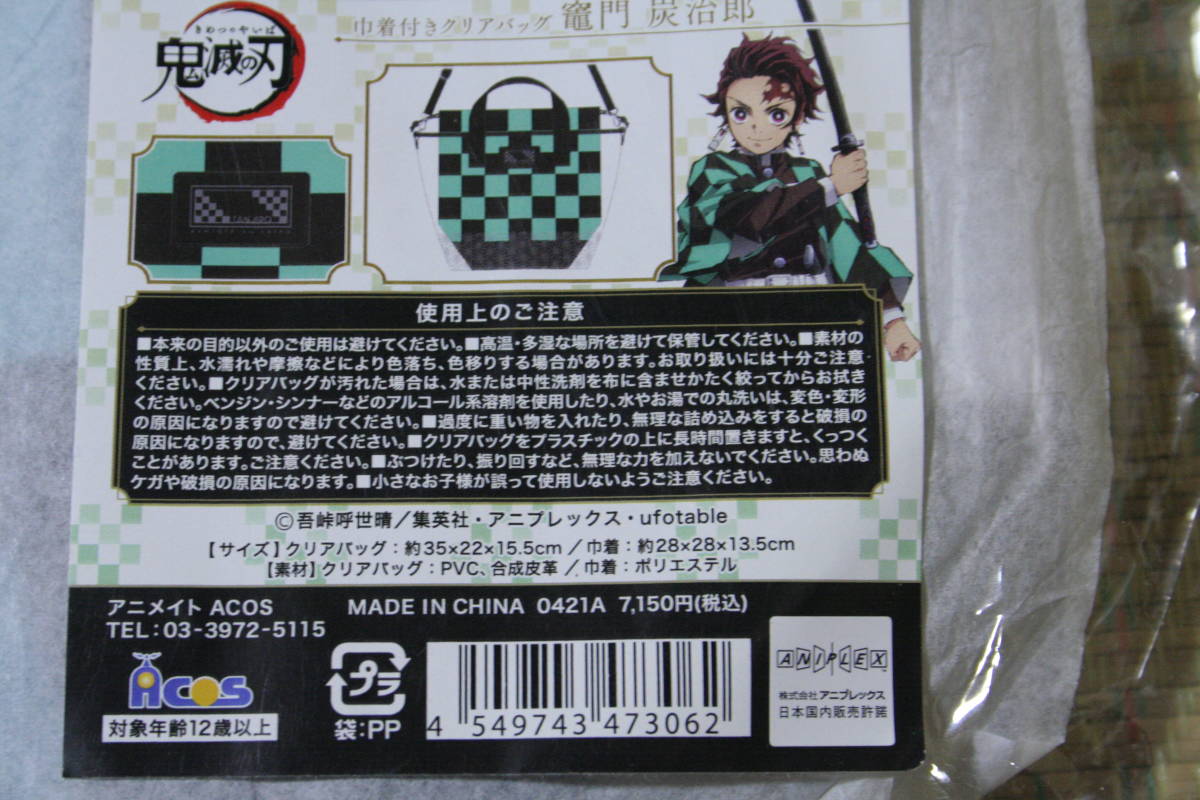 きめつのやいば
鬼滅の刃
巾着付きクリアバッグ 竈門 炭治郎
TANJIRO
使用上のご注意
■本来の目的以外のご使用は避けてください。■高温・多湿な場所を避けて保管してください。■素材の
性質上、水濡れや摩擦などにより色落ち、色移りする場合があります。お取り扱いには十分ご注意
ください。■クリアバッグが汚れた場合は、水または中性洗剤を布に含ませかたく絞ってからお拭き
ください。ベンジン・シンナーなどのアルコール系溶剤を使用したり、水やお湯での丸洗いは、変色・変形
の原因になりますので避けてください。■過度に重い物を入れたり、無理な詰め込みをすると破損の
原因になりますので、避けてください。■クリアバッグをプラスチックの上に長時間置きますと、くっつく
ことがあります。ご注意ください。■ぶつけたり、振り回すなど、無理な力を加えないでください。思わぬ
ケガや破損の原因になります。■小さなお子様が誤って使用しないようご注意ください。
©吾峠呼世晴／集英社・アニプレックス・ufotable
【サイズ】クリアバッグ：約35×22×15.5cm ／巾着：約28×28×13.5cm
【素材】クリアバッグ：PVC、合成皮革 ／巾着：ポリエステル
アニメイト ACOS
TEL：03-3972-5115
MADE IN CHINA 0421A 7,150円(税込)
Acos
対象年齢12歳以上
プラ
袋：PP
4 549743 473062
ANIPLEX
株式会社 アニプレックス
日本国内販売許諾